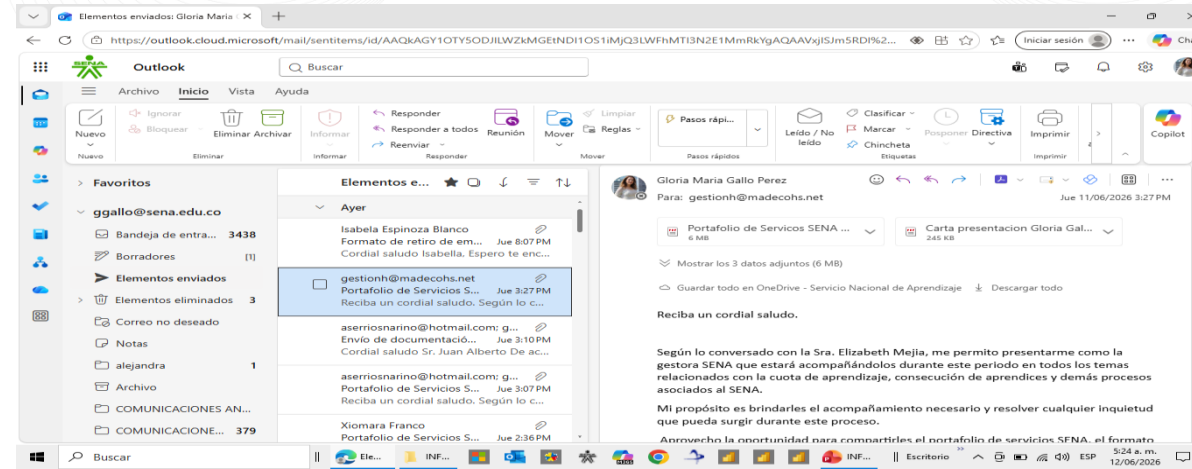 Elementos enviados: Gloria Maria
https://outlook.cloud.microsoft/mail/sentitems/id/
Iniciar sesión
SENA
Outlook
Buscar
Archivo Inicio Vista Ayuda
Nuevo
Ignorar
Bloquear
Eliminar Archivar
Informar
Responder
Responder a todos
Reenviar
Reunión
Mover
Limpiar
Reglas
Pasos rápi...
Leído / No leído
Clasificar
Marcar
Chincheta
Posponer Directiva
Imprimir
Copilot
Nuevo Eliminar Informar Responder Mover Pasos rápidos Etiquetas Imprimir
Favoritos
ggallo@sena.edu.co
Bandeja de entra... 3438
Borradores [1]
Elementos enviados
Elementos eliminados 3
Correo no deseado
Notas
alejandra 1
Archivo
COMUNICACIONES AN...
COMUNICACIONE... 379
Elementos e...
Ayer
Isabela Espinoza Blanco
Formato de retiro de em... Jue 8:07 PM
Cordial saludo Isabella, Espero te enc...
gestionh@madecohs.net
Portafolio de Servicios S... Jue 3:27 PM
Reciba un cordial saludo. Según lo c...
aserriosnarino@hotmail.com; g...
Envío de documentació... Jue 3:10 PM
Cordial saludo Sr. Juan Alberto De ac...
aserriosnarino@hotmail.com; g...
Portafolio de Servicios S... Jue 3:07 PM
Reciba un cordial saludo. Según lo c...
Xiomara Franco
Portafolio de Servicios S... Jue 2:36 PM
Gloria Maria Gallo Perez
Para: gestionh@madecohs.net
Jue 11/06/2026 3:27 PM
Portafolio de Servicos SENA ...
6 MB
Carta presentacion Gloria Gal...
245 KB
Mostrar los 3 datos adjuntos (6 MB)
Guardar todo en OneDrive - Servicio Nacional de Aprendizaje Descargar todo
Reciba un cordial saludo.
Según lo conversado con la Sra. Elizabeth Mejia, me permito presentarme como la
gestora SENA que estará acompañándolos durante este periodo en todos los temas
relacionados con la cuota de aprendizaje, consecución de aprendices y demás procesos
asociados al SENA.
Mi propósito es brindarles el acompañamiento necesario y resolver cualquier inquietud
que pueda surgir durante este proceso.
Aprovecho la oportunidad para compartirles el portafolio de servicios SENA, el formato
Buscar
Ele...
INF...
INF...
Escritorio
ESP
5:24 a. m.
12/06/2026